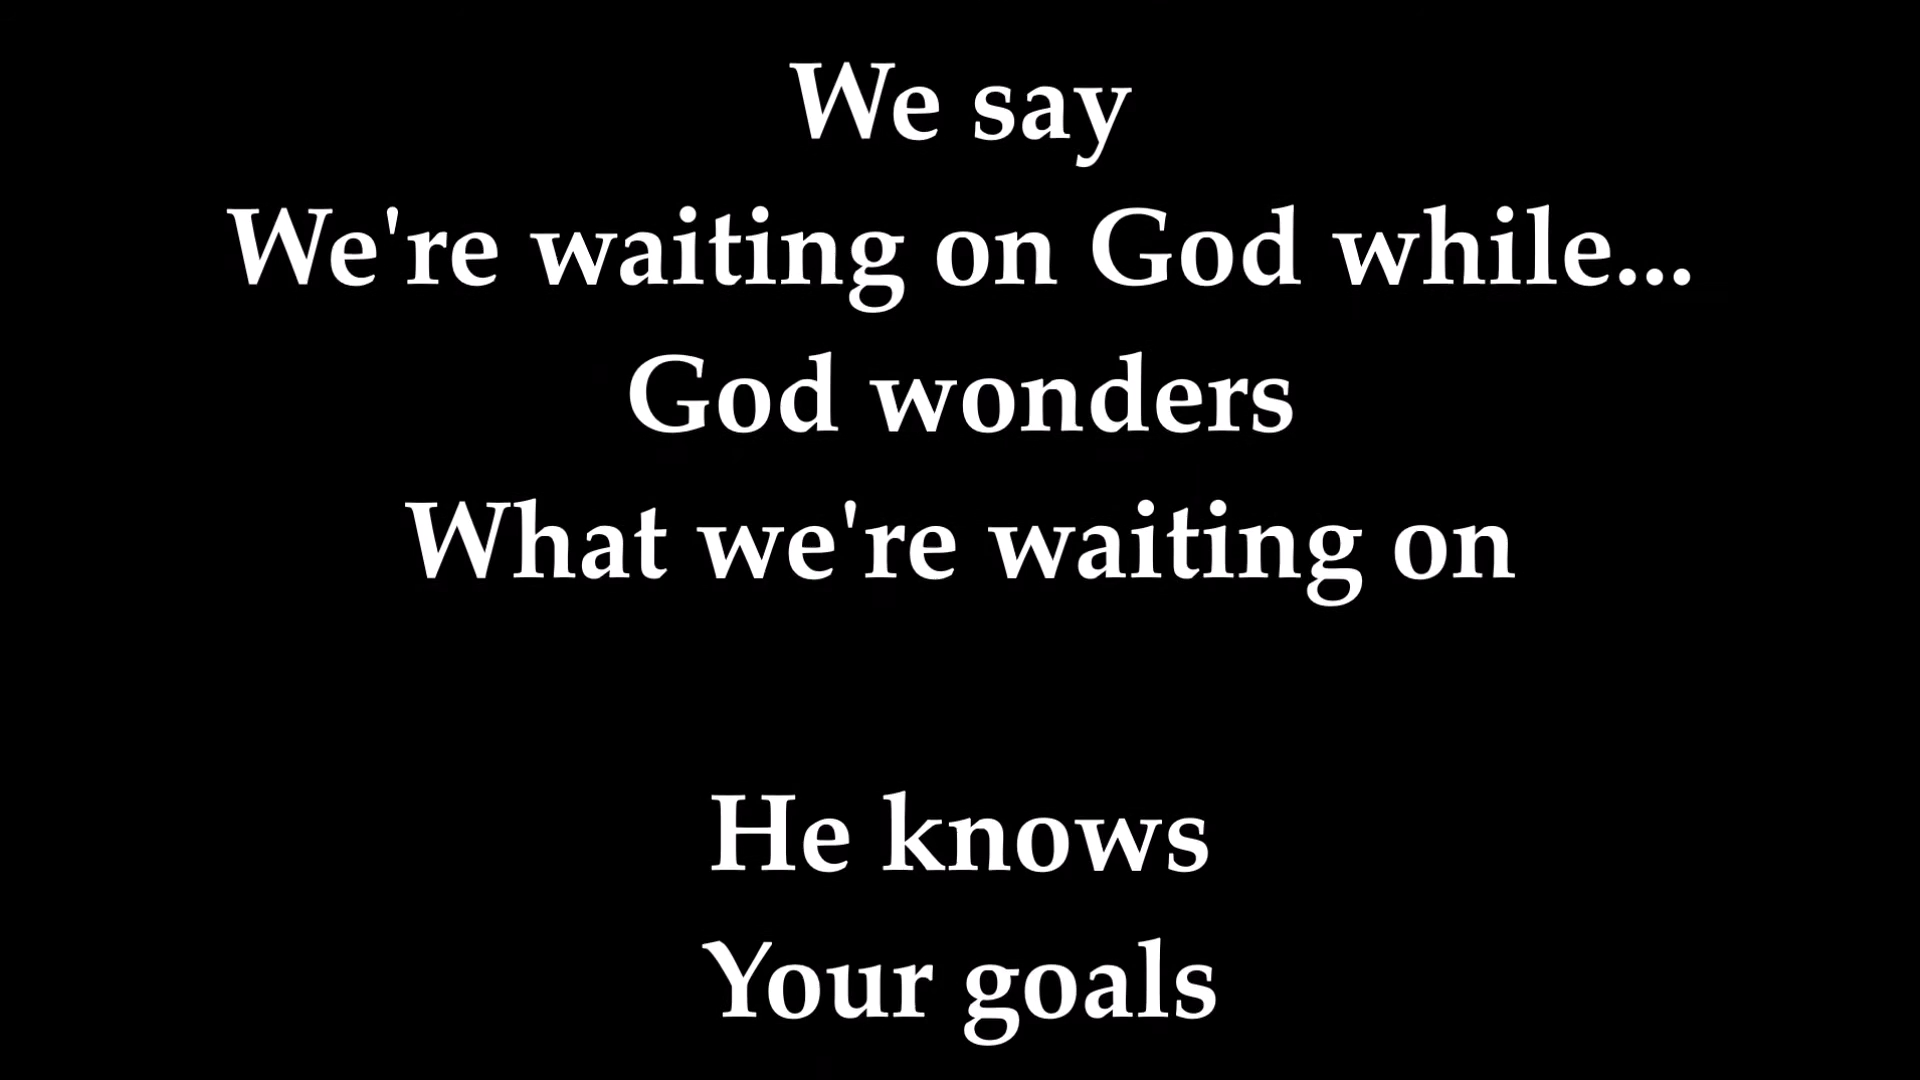 We say
We're waiting on God while...
God wonders
What we're waiting on
He knows
Your goals